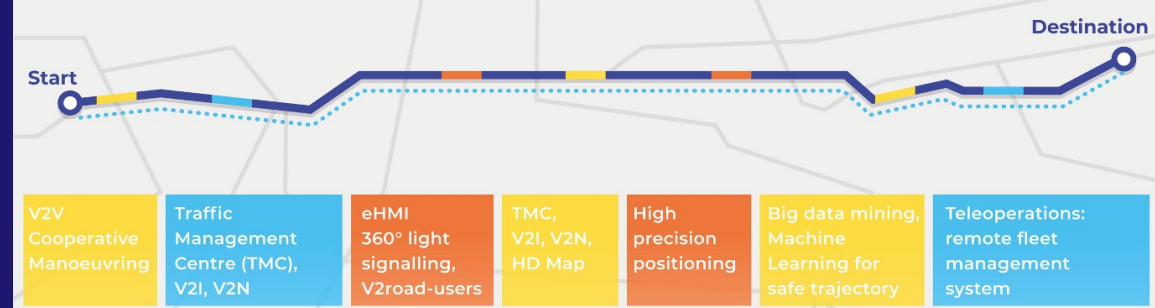 Destination
Start
V2V
Cooperative
Manoeuvring
Traffic
Management
Centre (TMC),
V2I, V2N
eHMI
360° light
signalling,
V2road-users
TMC,
V2I, V2N,
HD Map
High
precision
positioning
Big data mining,
Machine
Learning for
safe trajectory
Teleoperations:
remote fleet
management
system